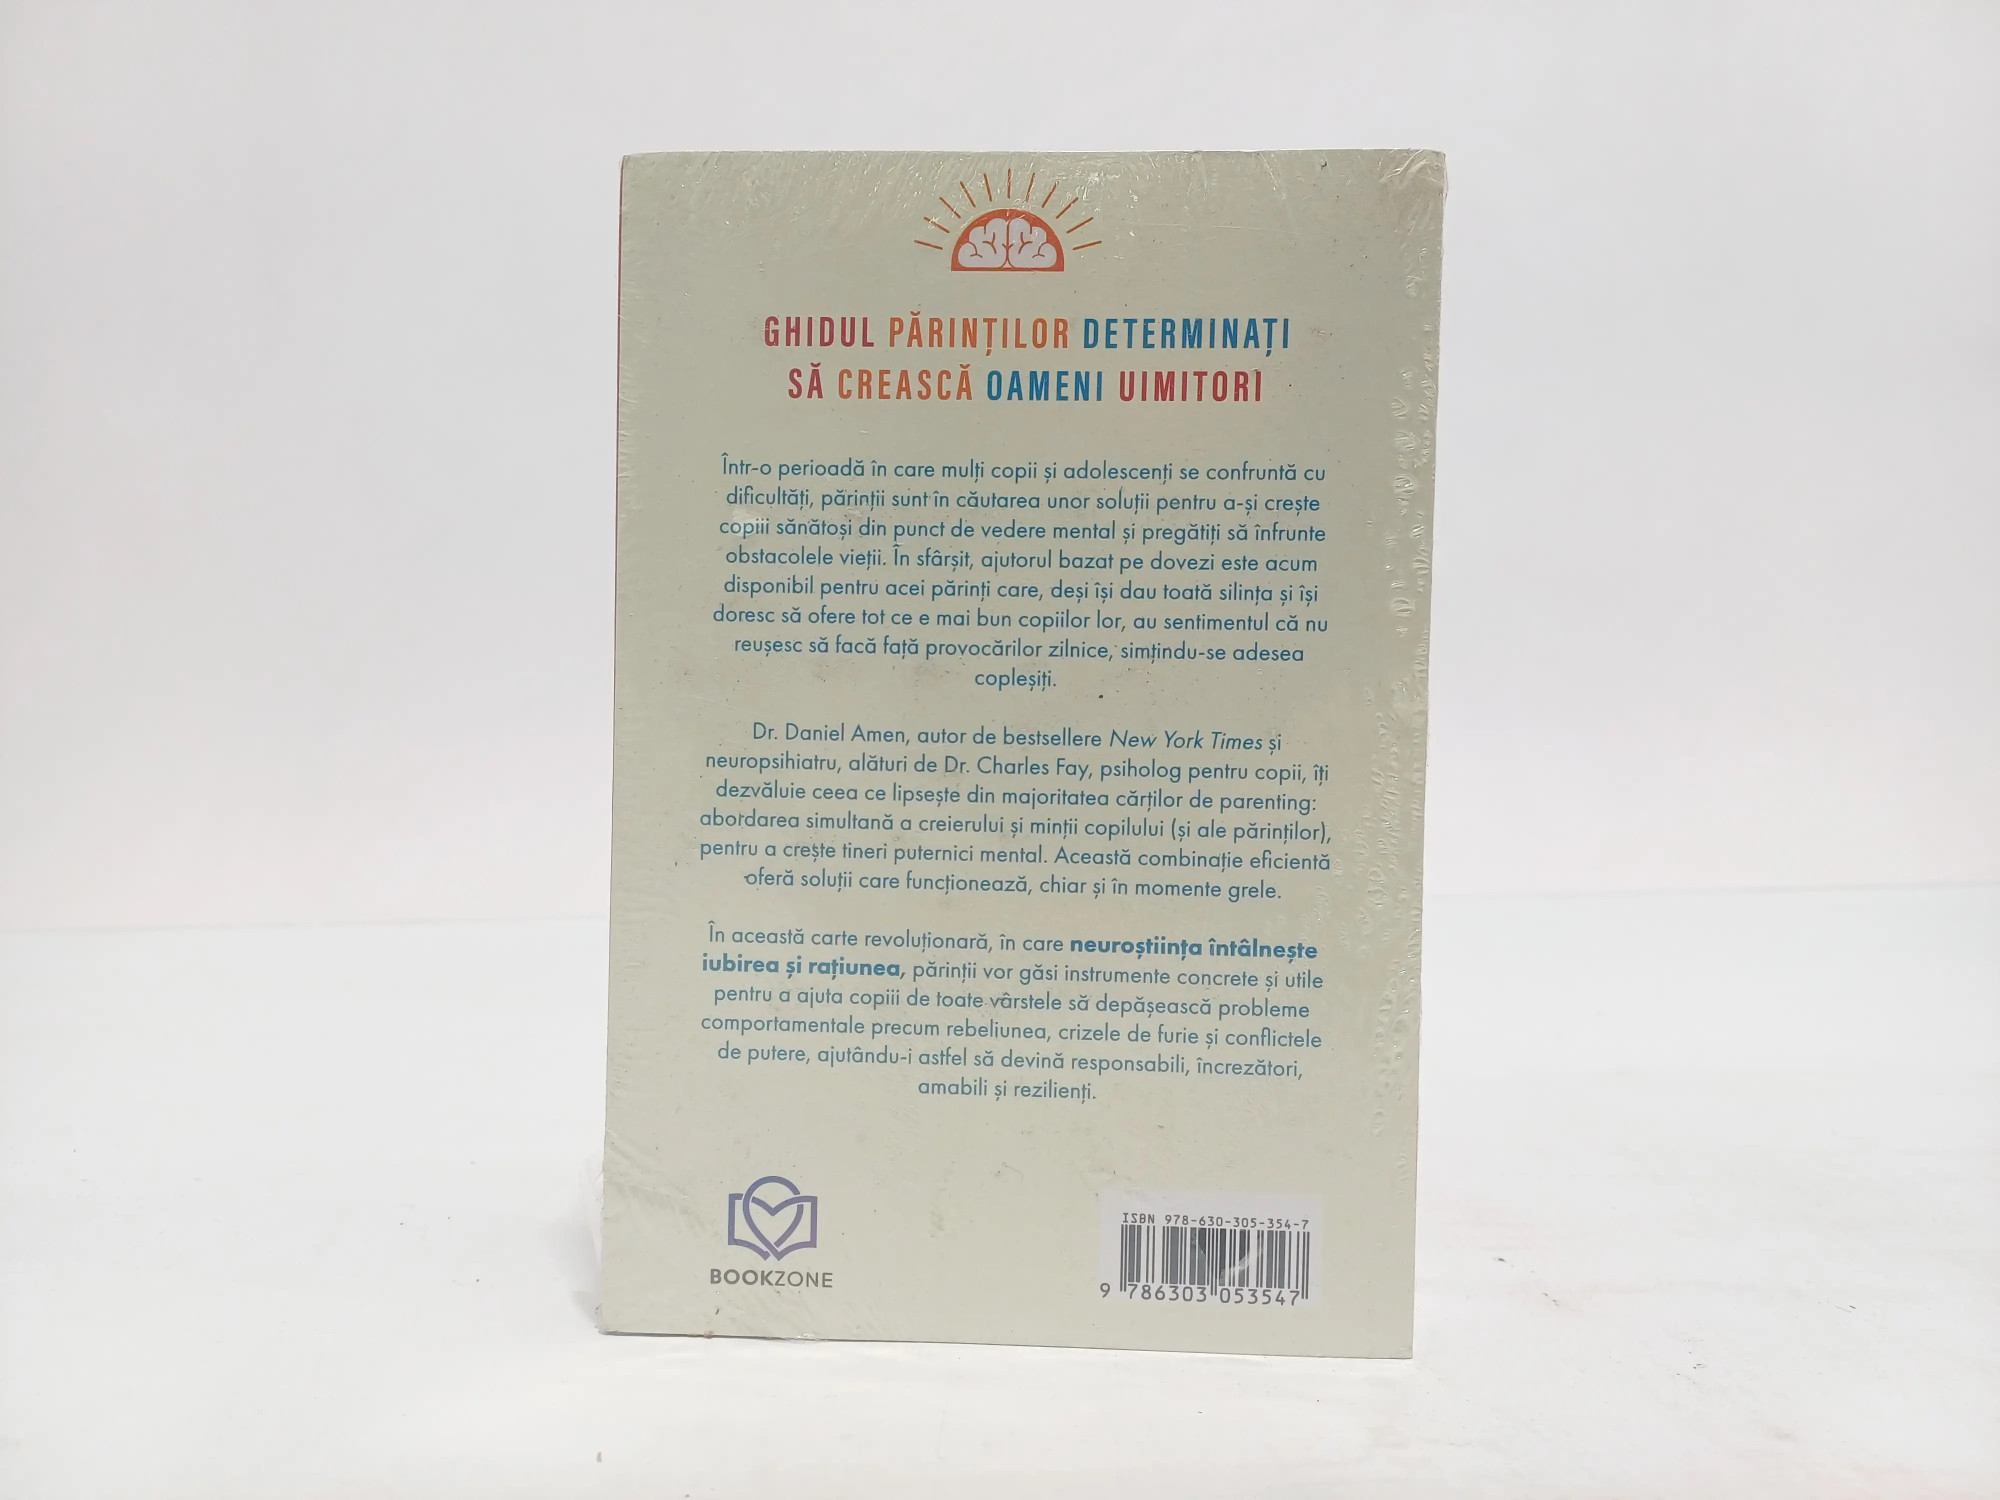 GHIDUL PĂRINȚILOR DETERMINAȚI
SĂ CREASCĂ OAMENI UIMITORI
Într-o perioadă în care mulți copii și adolescenți se confruntă cu
dificultăți, părinții sunt în căutarea unor soluții pentru a-și crește
copiii sănătoși din punct de vedere mental și pregătiți să înfrunte
obstacolele vieții. În sfârșit, ajutorul bazat pe dovezi este acum
disponibil pentru acei părinți care, deși își dau toată silința și își
doresc să ofere tot ce e mai bun copiilor lor, au sentimentul că nu
reușesc să facă față provocărilor zilnice, simțindu-se adesea
copleșiți.
Dr. Daniel Amen, autor de bestsellere New York Times și
neuropsihiatru, alături de Dr. Charles Fay, psiholog pentru copii, îți
dezvăluie ceea ce lipsește din majoritatea cărților de parenting:
abordarea simultană a creierului și minții copilului (și ale părinților),
pentru a crește tineri puternici mental. Această combinație eficientă
oferă soluții care funcționează, chiar și în momente grele.
În această carte revoluționară, în care neuroștiința întâlnește
iubirea și rațiunea, părinții vor găsi instrumente concrete și utile
pentru a ajuta copiii de toate vârstele să depășească probleme
comportamentale precum rebeliunea, crizele de furie și conflictele
de putere, ajutându-i astfel să devină responsabili, încrezători,
amabili și rezilienți.
BOOKZONE
ISBN 978-630-305-354-7
9 786303 053547